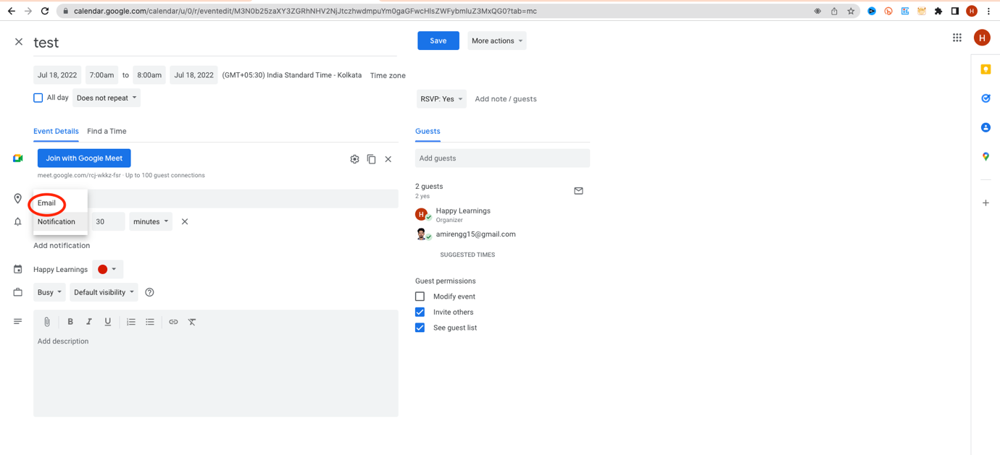 calendar.google.com/calendar/u/0/r/eventedit/M3N0b25zaXY3ZGRhNHV2NjJtczhwdmpuYm0gaGFwcHlsZWFybmluZ3MxQG0?tab=mc
H
test
Save
More actions
H
Jul 18, 2022 7:00am to 8:00am Jul 18, 2022 (GMT+05:30) India Standard Time - Kolkata Time zone
All day Does not repeat
RSVP: Yes Add note / guests
Event Details Find a Time
Guests
Join with Google Meet
meet.google.com/rcj-wkkz-fsr · Up to 100 guest connections
Email
Notification 30 minutes
Add notification
Happy Learnings
Busy Default visibility
B I U
Add description
Add guests
2 guests
2 yes
H Happy Learnings
Organizer
amirengg15@gmail.com
SUGGESTED TIMES
Guest permissions
Modify event
Invite others
See guest list